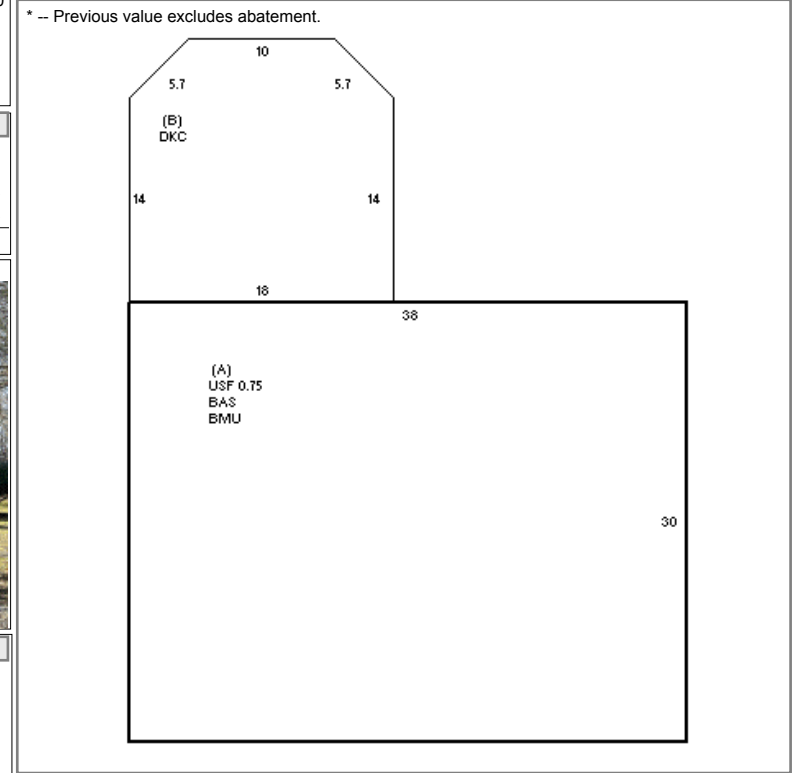 * -- Previous value excludes abatement.
10
5.7 5.7
(B)
DKC
14 14
18
38
(A)
USF 0.75
BAS
BMU
30